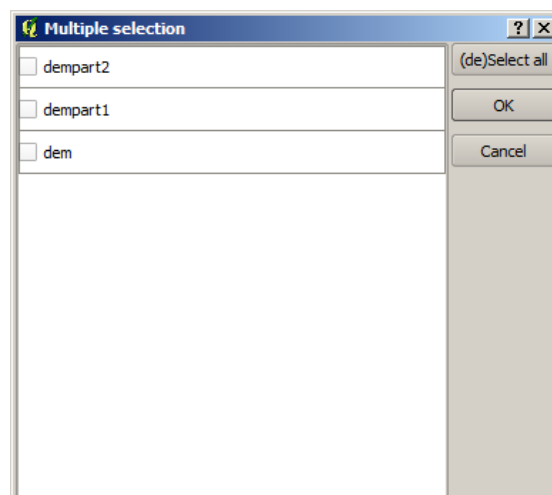 Multiple selection
dempart2
(de)Select all
dempart1
OK
dem
Cancel